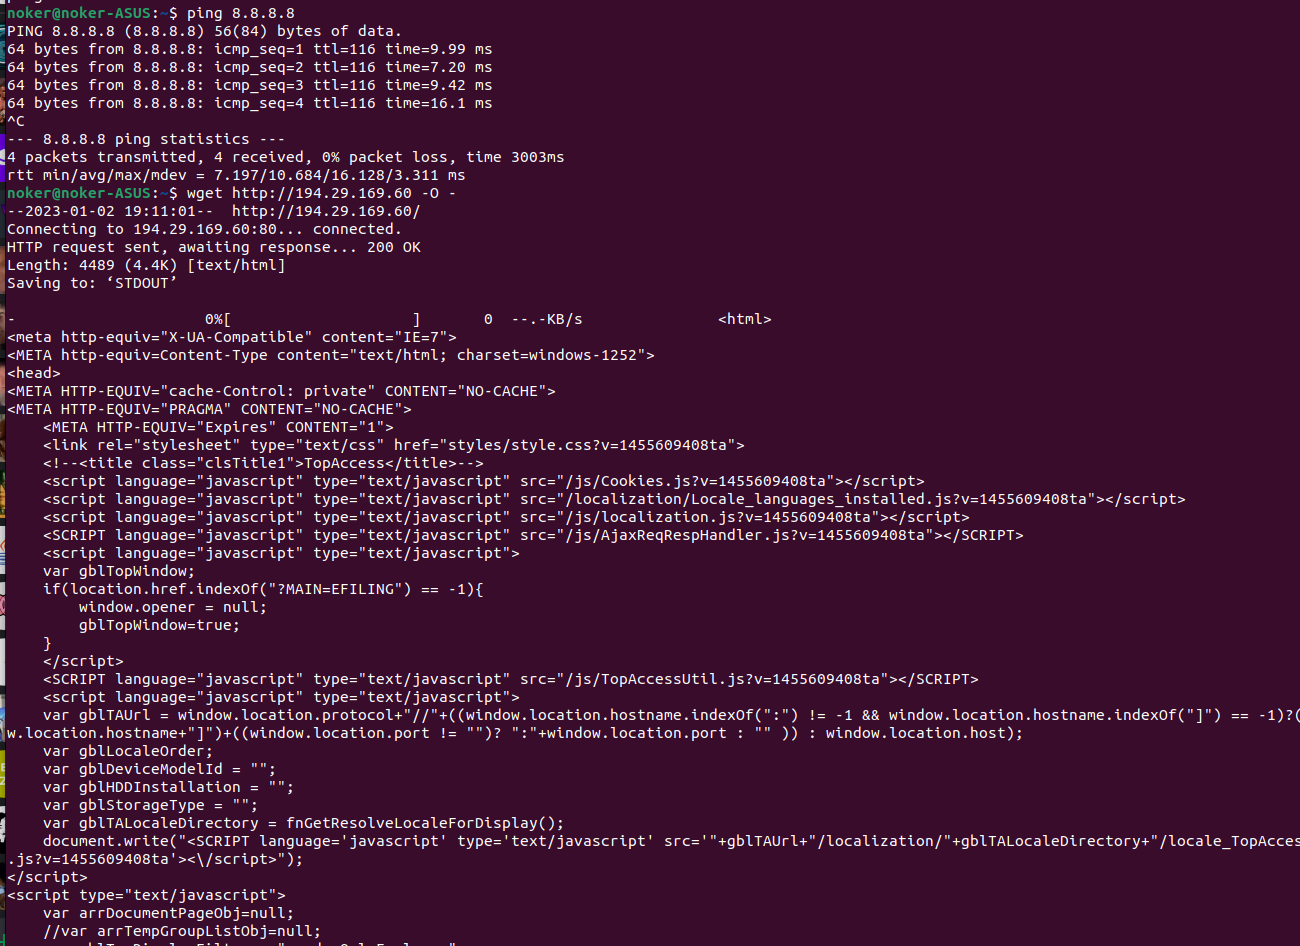 noker@noker-ASUS:~$ ping 8.8.8.8
PING 8.8.8.8 (8.8.8.8) 56(84) bytes of data.
64 bytes from 8.8.8.8: icmp_seq=1 ttl=116 time=9.99 ms
64 bytes from 8.8.8.8: icmp_seq=2 ttl=116 time=7.20 ms
64 bytes from 8.8.8.8: icmp_seq=3 ttl=116 time=9.42 ms
64 bytes from 8.8.8.8: icmp_seq=4 ttl=116 time=16.1 ms
^C
--- 8.8.8.8 ping statistics ---
4 packets transmitted, 4 received, 0% packet loss, time 3003ms
rtt min/avg/max/mdev = 7.197/10.684/16.128/3.311 ms
noker@noker-ASUS:~$ wget http://194.29.169.60 -O -
--2023-01-02 19:11:01--  http://194.29.169.60/
Connecting to 194.29.169.60:80... connected.
HTTP request sent, awaiting response... 200 OK
Length: 4489 (4.4K) [text/html]
Saving to: ‘STDOUT’
-                     0%[                    ]       0  --.-KB/s               <html>
<meta http-equiv="X-UA-Compatible" content="IE=7">
<META http-equiv=Content-Type content="text/html; charset=windows-1252">
<head>
<META HTTP-EQUIV="cache-Control: private" CONTENT="NO-CACHE">
<META HTTP-EQUIV="PRAGMA" CONTENT="NO-CACHE">
    <META HTTP-EQUIV="Expires" CONTENT="1">
    <link rel="stylesheet" type="text/css" href="styles/style.css?v=1455609408ta">
    <!--<title class="clsTitle1">TopAccess</title>-->
    <script language="javascript" type="text/javascript" src="/js/Cookies.js?v=1455609408ta"></script>
    <script language="javascript" type="text/javascript" src="/localization/Locale_languages_installed.js?v=1455609408ta"></script>
    <script language="javascript" type="text/javascript" src="/js/localization.js?v=1455609408ta"></script>
    <SCRIPT language="javascript" type="text/javascript" src="/js/AjaxReqRespHandler.js?v=1455609408ta"></SCRIPT>
    <script language="javascript" type="text/javascript">
    var gblTopWindow;
    if(location.href.indexOf("?MAIN=EFILING") == -1){
        window.opener = null;
        gblTopWindow=true;
    }
    </script>
    <SCRIPT language="javascript" type="text/javascript" src="/js/TopAccessUtil.js?v=1455609408ta"></SCRIPT>
    <script language="javascript" type="text/javascript">
    var gblTAUrl = window.location.protocol+"//"+((window.location.hostname.indexOf(":") != -1 && window.location.hostname.indexOf("]") == -1)?(
w.location.hostname+"]")+((window.location.port != "")? ":"+window.location.port : "" )) : window.location.host);
    var gblLocaleOrder;
    var gblDeviceModelId = "";
    var gblHDDInstallation = "";
    var gblStorageType = "";
    var gblTALocaleDirectory = fnGetResolveLocaleForDisplay();
    document.write("<SCRIPT language='javascript' type='text/javascript' src='"+gblTAUrl+"/localization/"+gblTALocaleDirectory+"/locale_TopAcces
.js?v=1455609408ta'><\/script>");
</script>
<script type="text/javascript">
    var arrDocumentPageObj=null;
    //var arrTempGroupListObj=null;